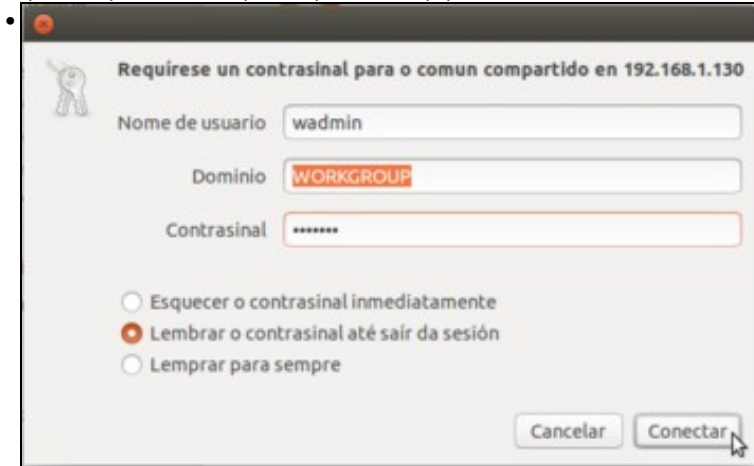 Requírese un contrasinal para o comun compartido en 192.168.1.130
Nome de usuario wadmin
Dominio WORKGROUP
Contrasinal •••••••
Esquecer o contrasinal inmediatamente
Lembrar o contrasinal até saír da sesión
Lemprar para sempre
Cancelar Conectar